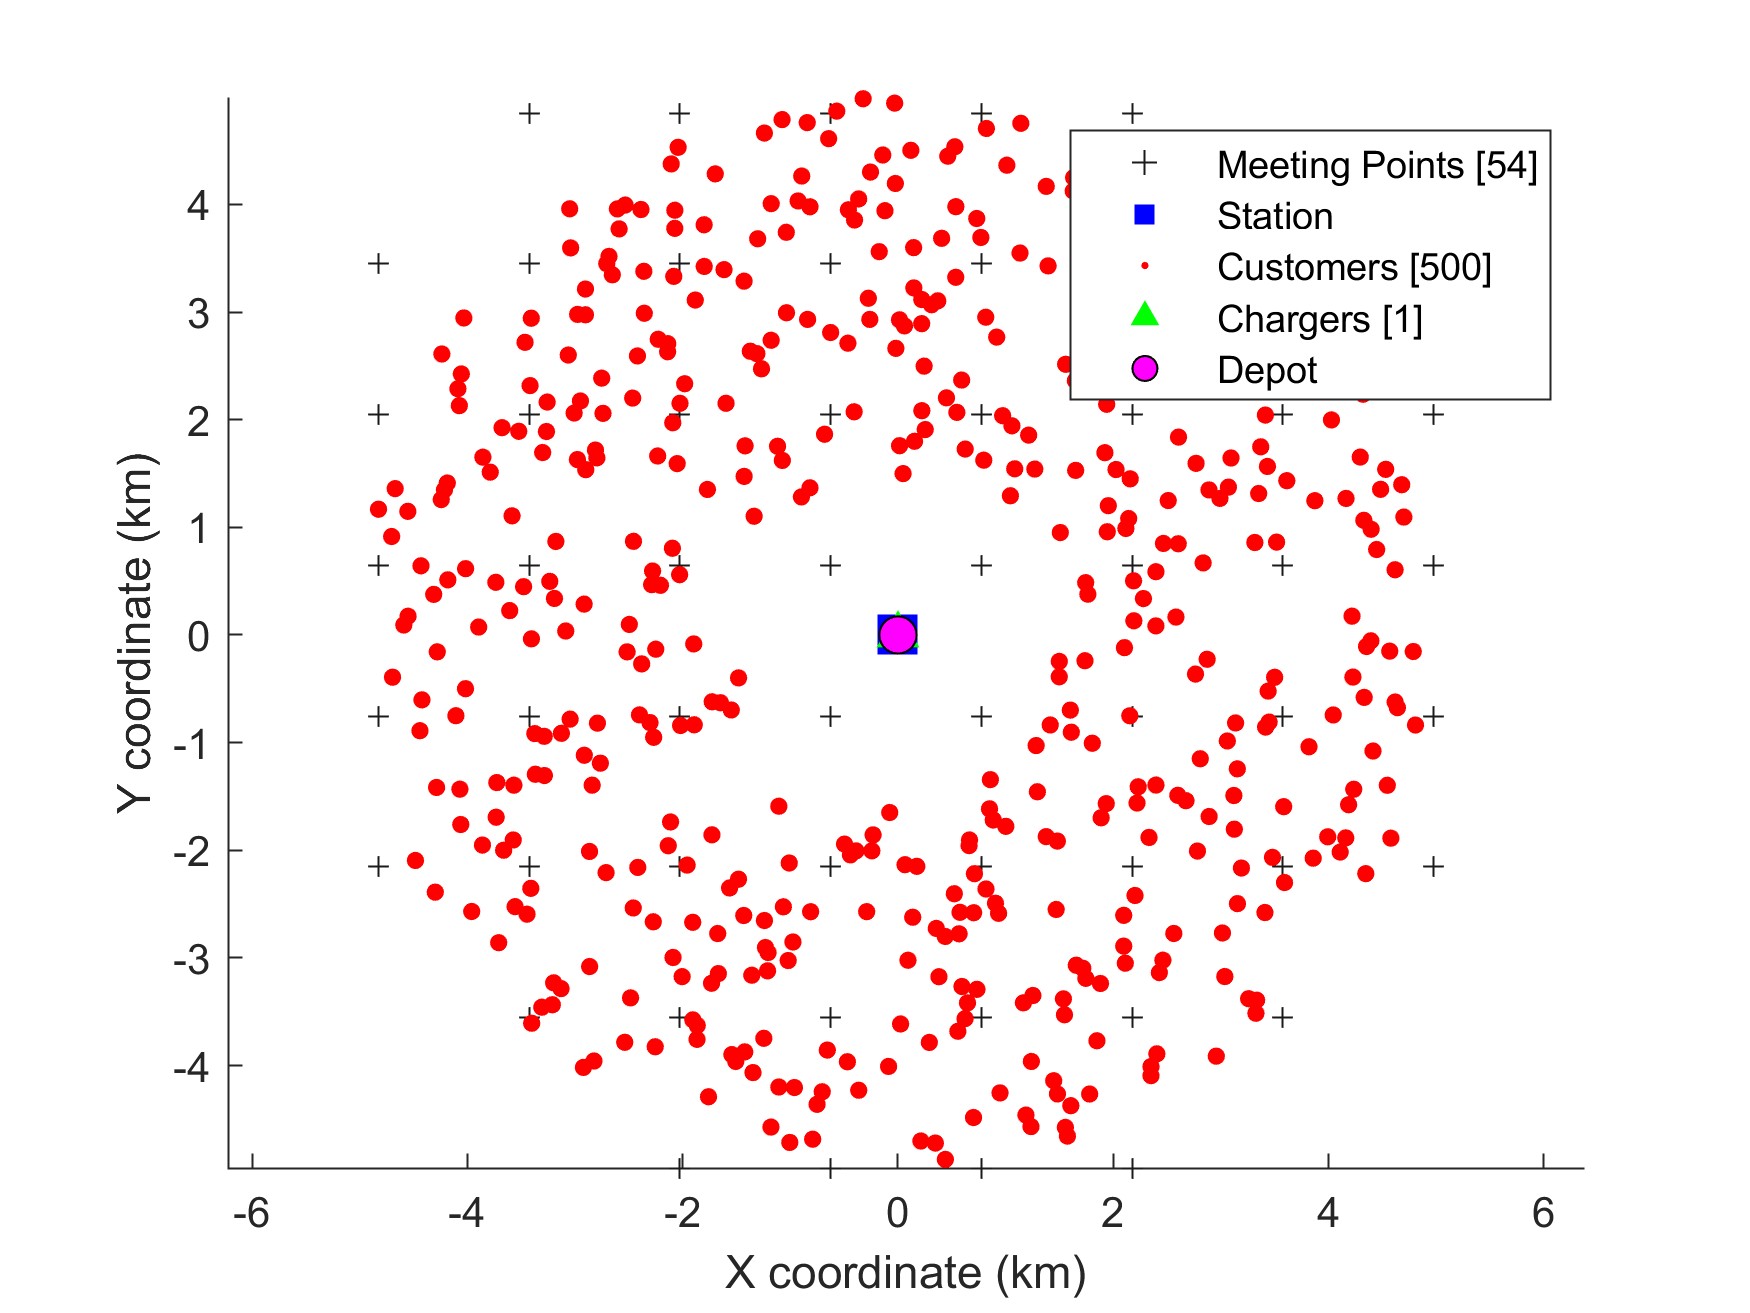 Meeting Points [54]
Station
Customers [500]
Chargers [1]
Depot
4
3
2
1
0
-1
-2
-3
-4
Y coordinate (km)
-6 -4 -2 0 2 4 6
X coordinate (km)